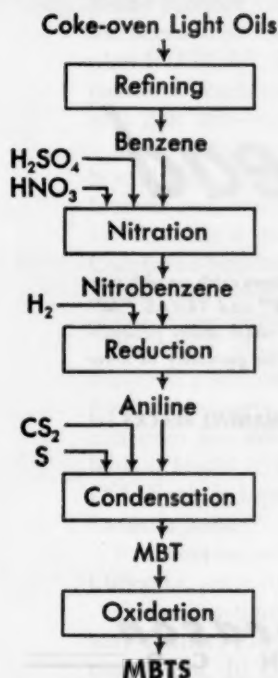 Coke-oven Light Oils
Refining
Benzene
H₂SO₄
HNO₃
Nitration
Nitrobenzene
H₂
Reduction
Aniline
CS₂
S
Condensation
MBT
Oxidation
MBTS